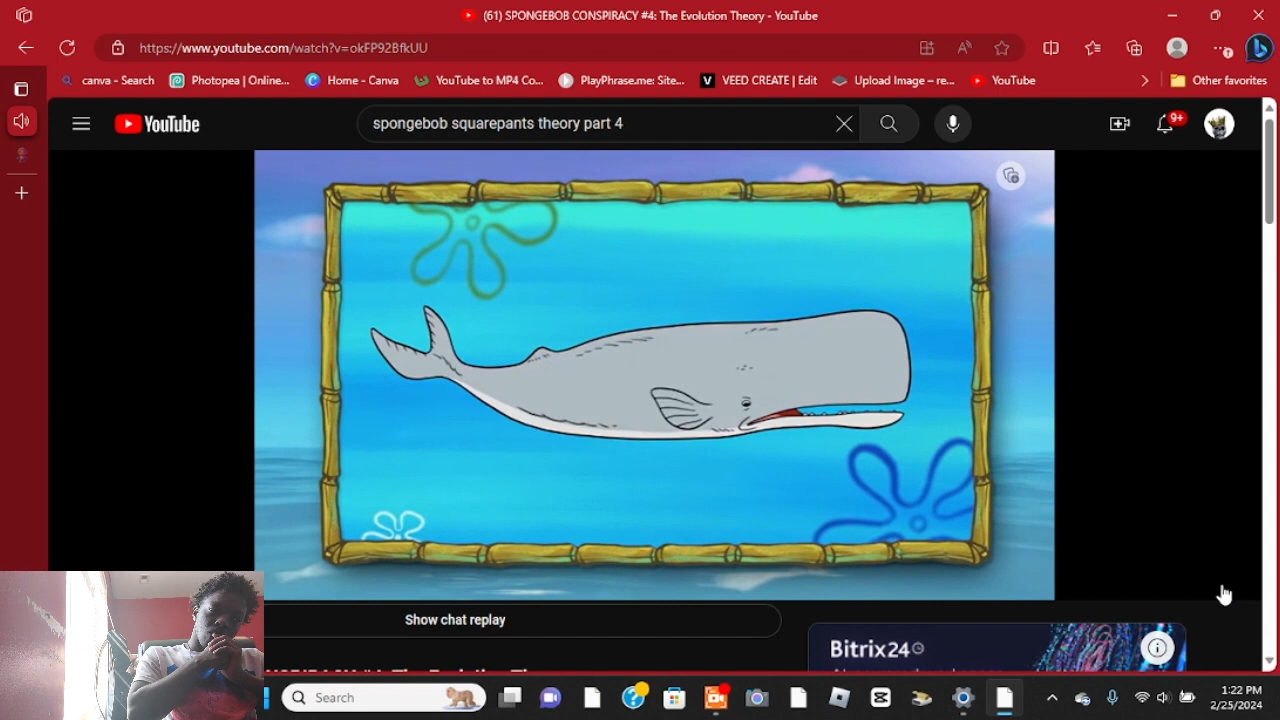 (61) SPONGEBOB CONSPIRACY #4: The Evolution Theory - YouTube
https://www.youtube.com/watch?v=okFP92BfkUU
canva - Search
Photopea | Online...
Home - Canva
YouTube to MP4 Co...
PlayPhrase.me: Site...
VEED CREATE | Edit
Upload Image – re...
YouTube
Other favorites
YouTube
spongebob squarepants theory part 4
9+
Show chat replay
Bitrix24
Search
1:22 PM
2/25/2024